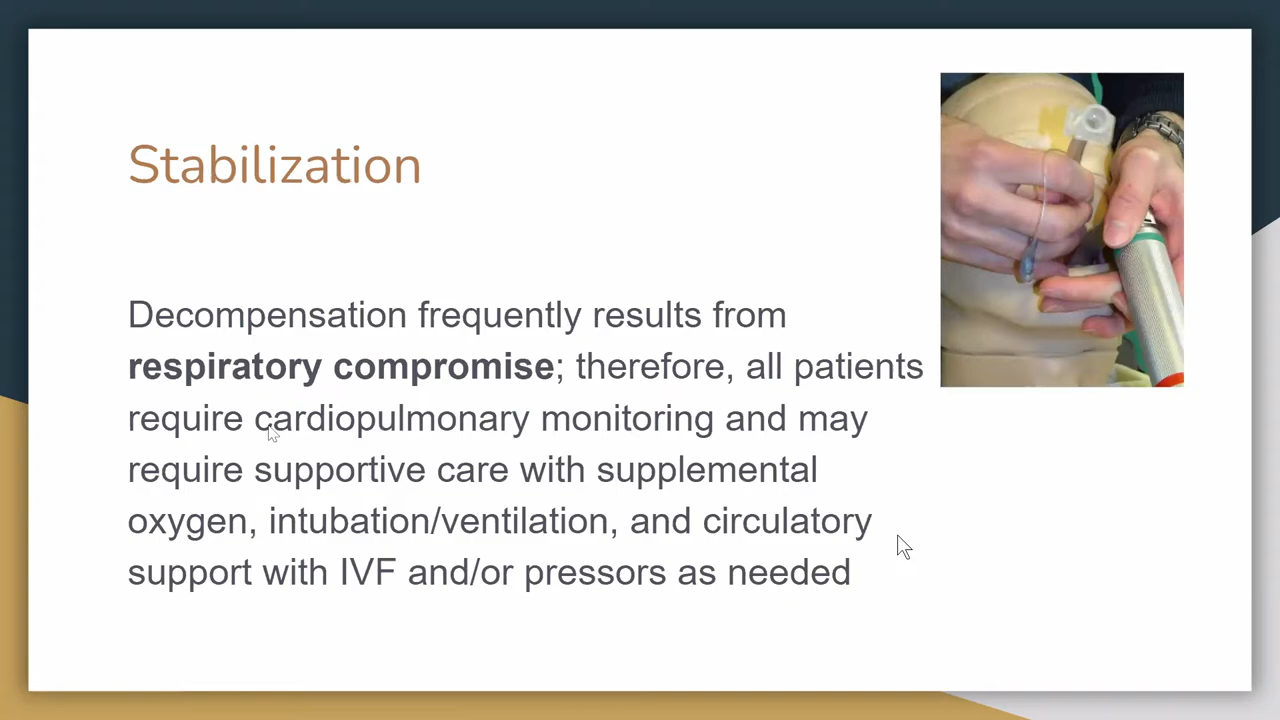 Stabilization
Decompensation frequently results from
respiratory compromise; therefore, all patients
require cardiopulmonary monitoring and may
require supportive care with supplemental
oxygen, intubation/ventilation, and circulatory
support with IVF and/or pressors as needed